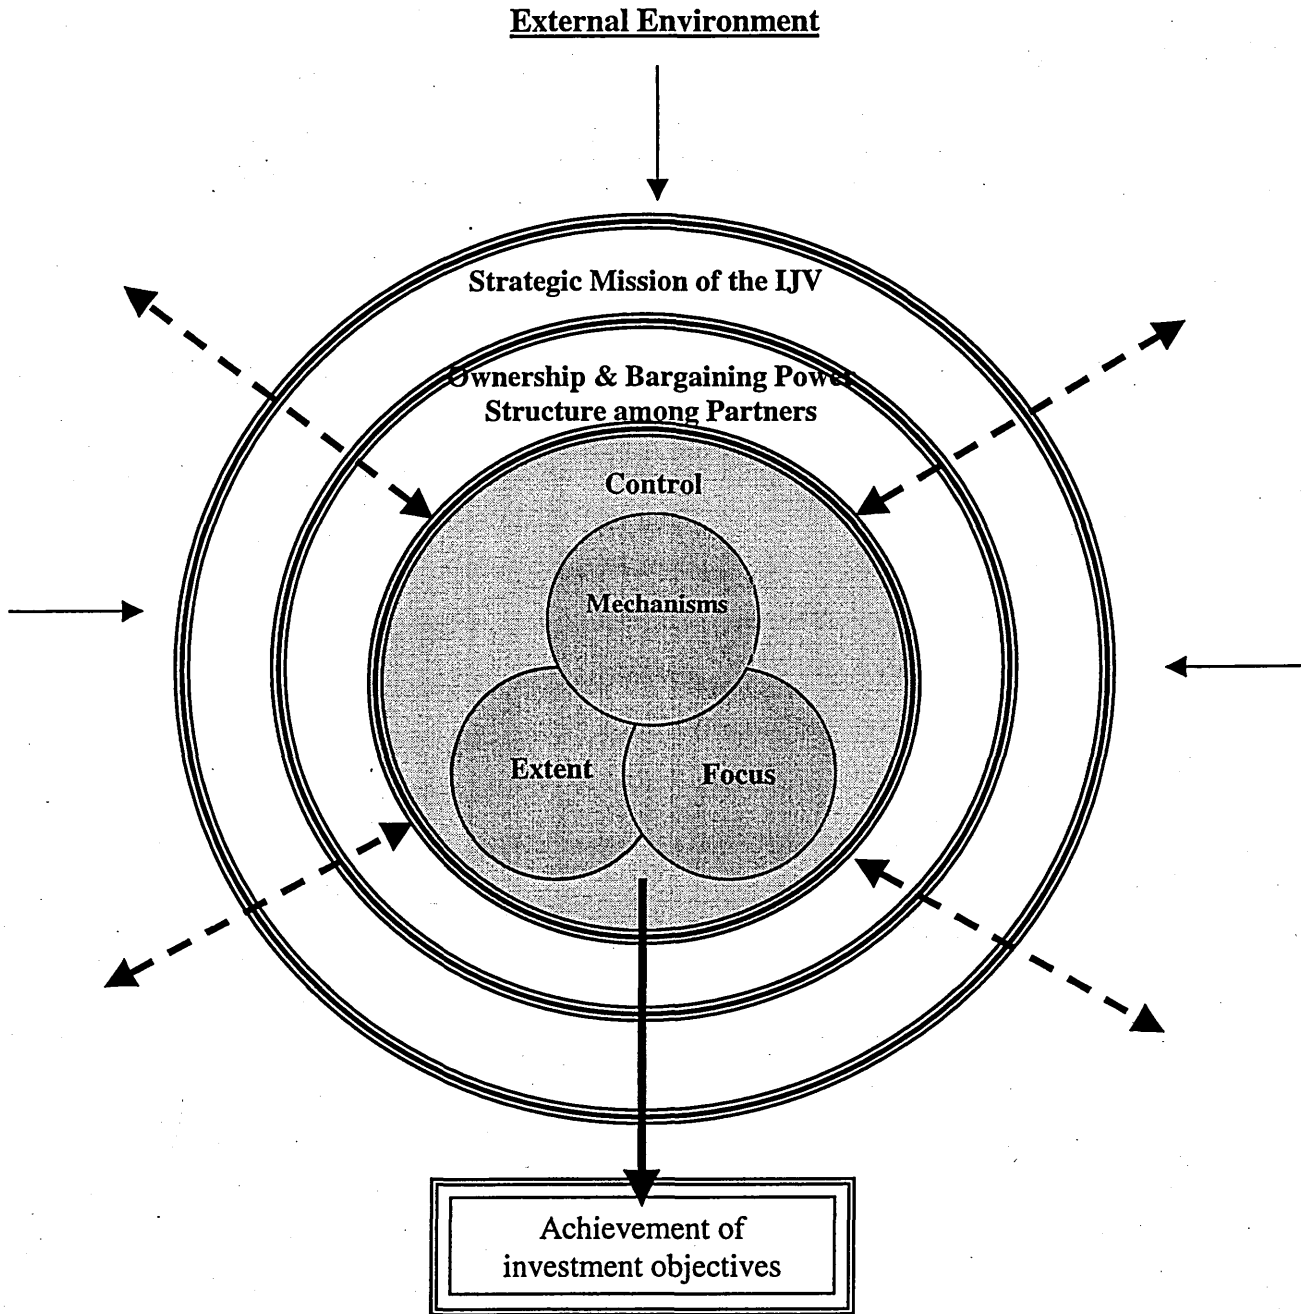 External Environment
Strategic Mission of the IJV
Ownership & Bargaining Power
Structure among Partners
Control
Mechanisms
Extent
Focus
Achievement of
investment objectives